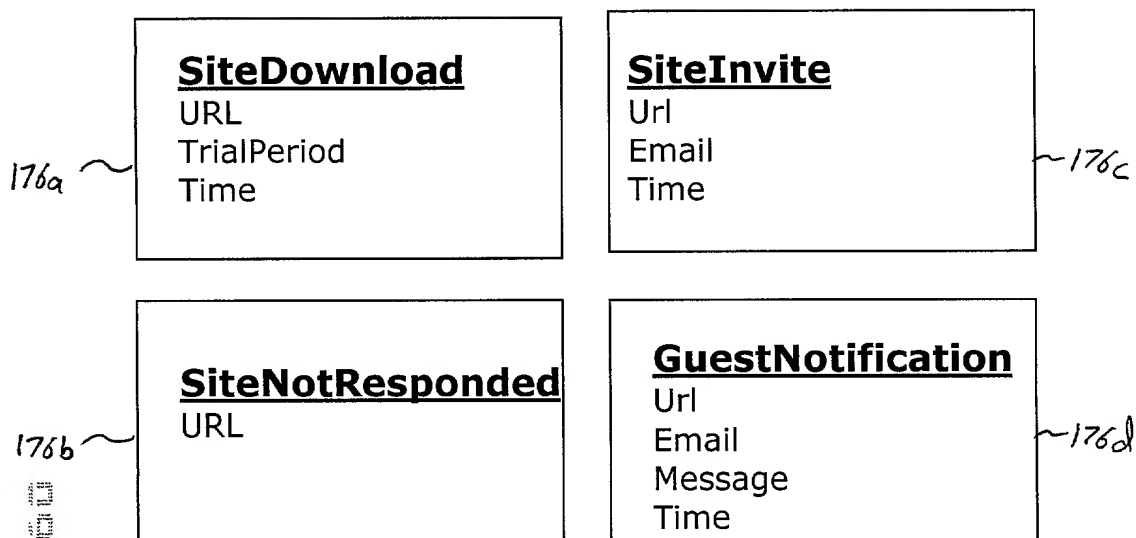 SiteDownload
URL
TrialPeriod
Time
176a
SiteInvite
Url
Email
Time
176c
SiteNotResponded
URL
176b
GuestNotification
Url
Email
Message
Time
176d